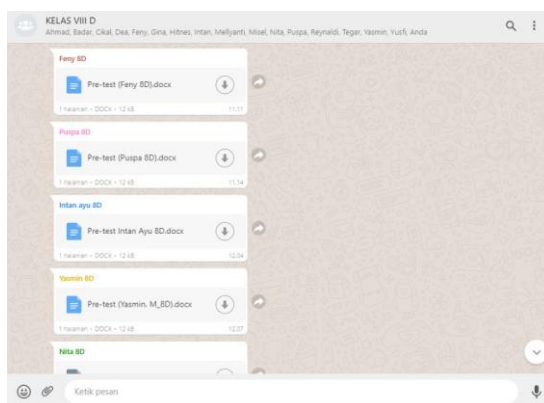 KELAS VIII D
Ahmad, Badar, Cikal, Dea, Feny, Gina, Hitnes, Intan, Mellyanti, Misel, Nita, Puspa, Reynaldi, Tegar, Yasmin, Yusfi, Anda
Feny 8D
Pre-test (Feny 8D).docx
1 Halaman • DOCX • 12 kB 11.11
Puspa 8D
Pre-test (Puspa 8D).docx
1 Halaman • DOCX • 12 kB 11.14
Intan ayu 8D
Pre-test Intan Ayu 8D.docx
1 Halaman • DOCX • 12 kB 12.04
Yasmin 8D
Pre-test (Yasmin. M_8D).docx
1 Halaman • DOCX • 12 kB 12.07
Nita 8D
Ketik pesan